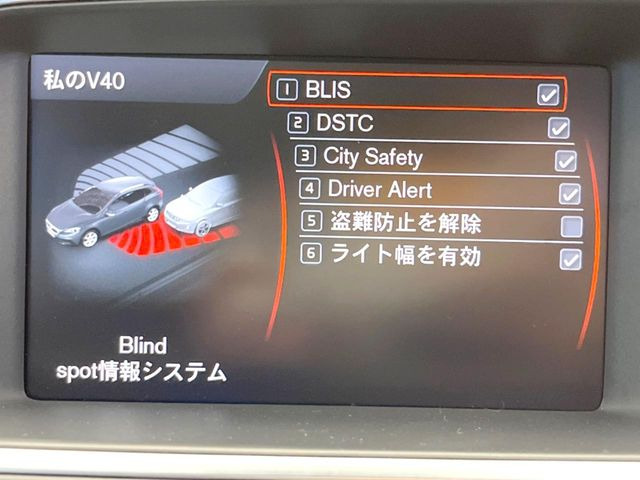 私のV40
1 BLIS
2 DSTC
3 City Safety
4 Driver Alert
5 盗難防止を解除
6 ライト幅を有効
Blind
spot情報システム